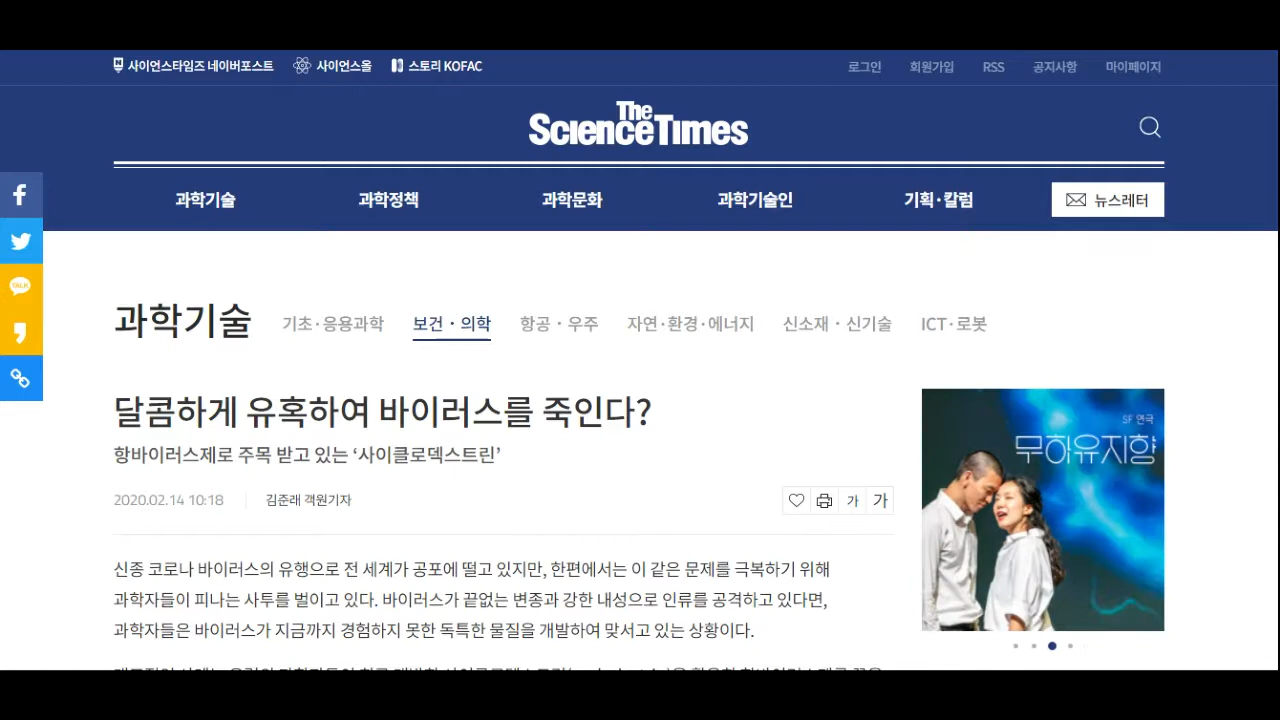 사이언스타임즈 네이버포스트 사이언스올 스토리 KOFAC
로그인 회원가입 RSS 공지사항 마이페이지
The
ScienceTimes
과학기술 과학정책 과학문화 과학기술인 기획·칼럼 뉴스레터
TALK
과학기술 기초·응용과학 보건·의학 항공·우주 자연·환경·에너지 신소재·신기술 ICT·로봇
달콤하게 유혹하여 바이러스를 죽인다?
항바이러스제로 주목 받고 있는 ‘사이클로덱스트린’
2020.02.14 10:18 김준래 객원기자
가 가
SF 연극
무하유지향
신종 코로나 바이러스의 유행으로 전 세계가 공포에 떨고 있지만, 한편에서는 이 같은 문제를 극복하기 위해
과학자들이 피나는 사투를 벌이고 있다. 바이러스가 끝없는 변종과 강한 내성으로 인류를 공격하고 있다면,
과학자들은 바이러스가 지금까지 경험하지 못한 독특한 물질을 개발하여 맞서고 있는 상황이다.